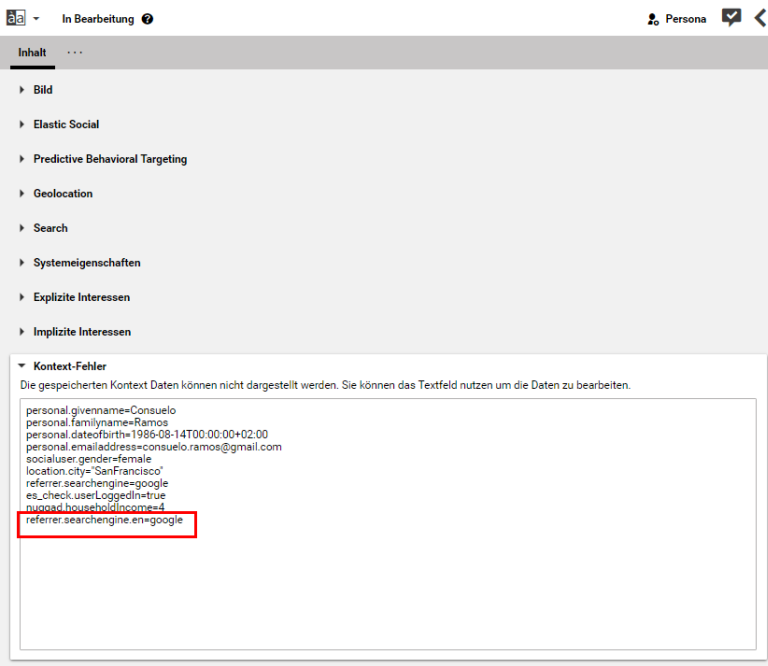 àa In Bearbeitung ? Persona
Inhalt ...
Bild
Elastic Social
Predictive Behavioral Targeting
Geolocation
Search
Systemeigenschaften
Explizite Interessen
Implizite Interessen
Kontext-Fehler
Die gespeicherten Kontext Daten können nicht dargestellt werden. Sie können das Textfeld nutzen um die Daten zu bearbeiten.
personal.givenname=Consuelo
personal.familyname=Ramos
personal.dateofbirth=1986-08-14T00:00:00+02:00
personal.emailaddress=consuelo.ramos@gmail.com
socialuser.gender=female
location.city="SanFrancisco"
referrer.searchengine=google
es_check.userLoggedIn=true
nuggad.householdIncome=4
referrer.searchengine.en=google